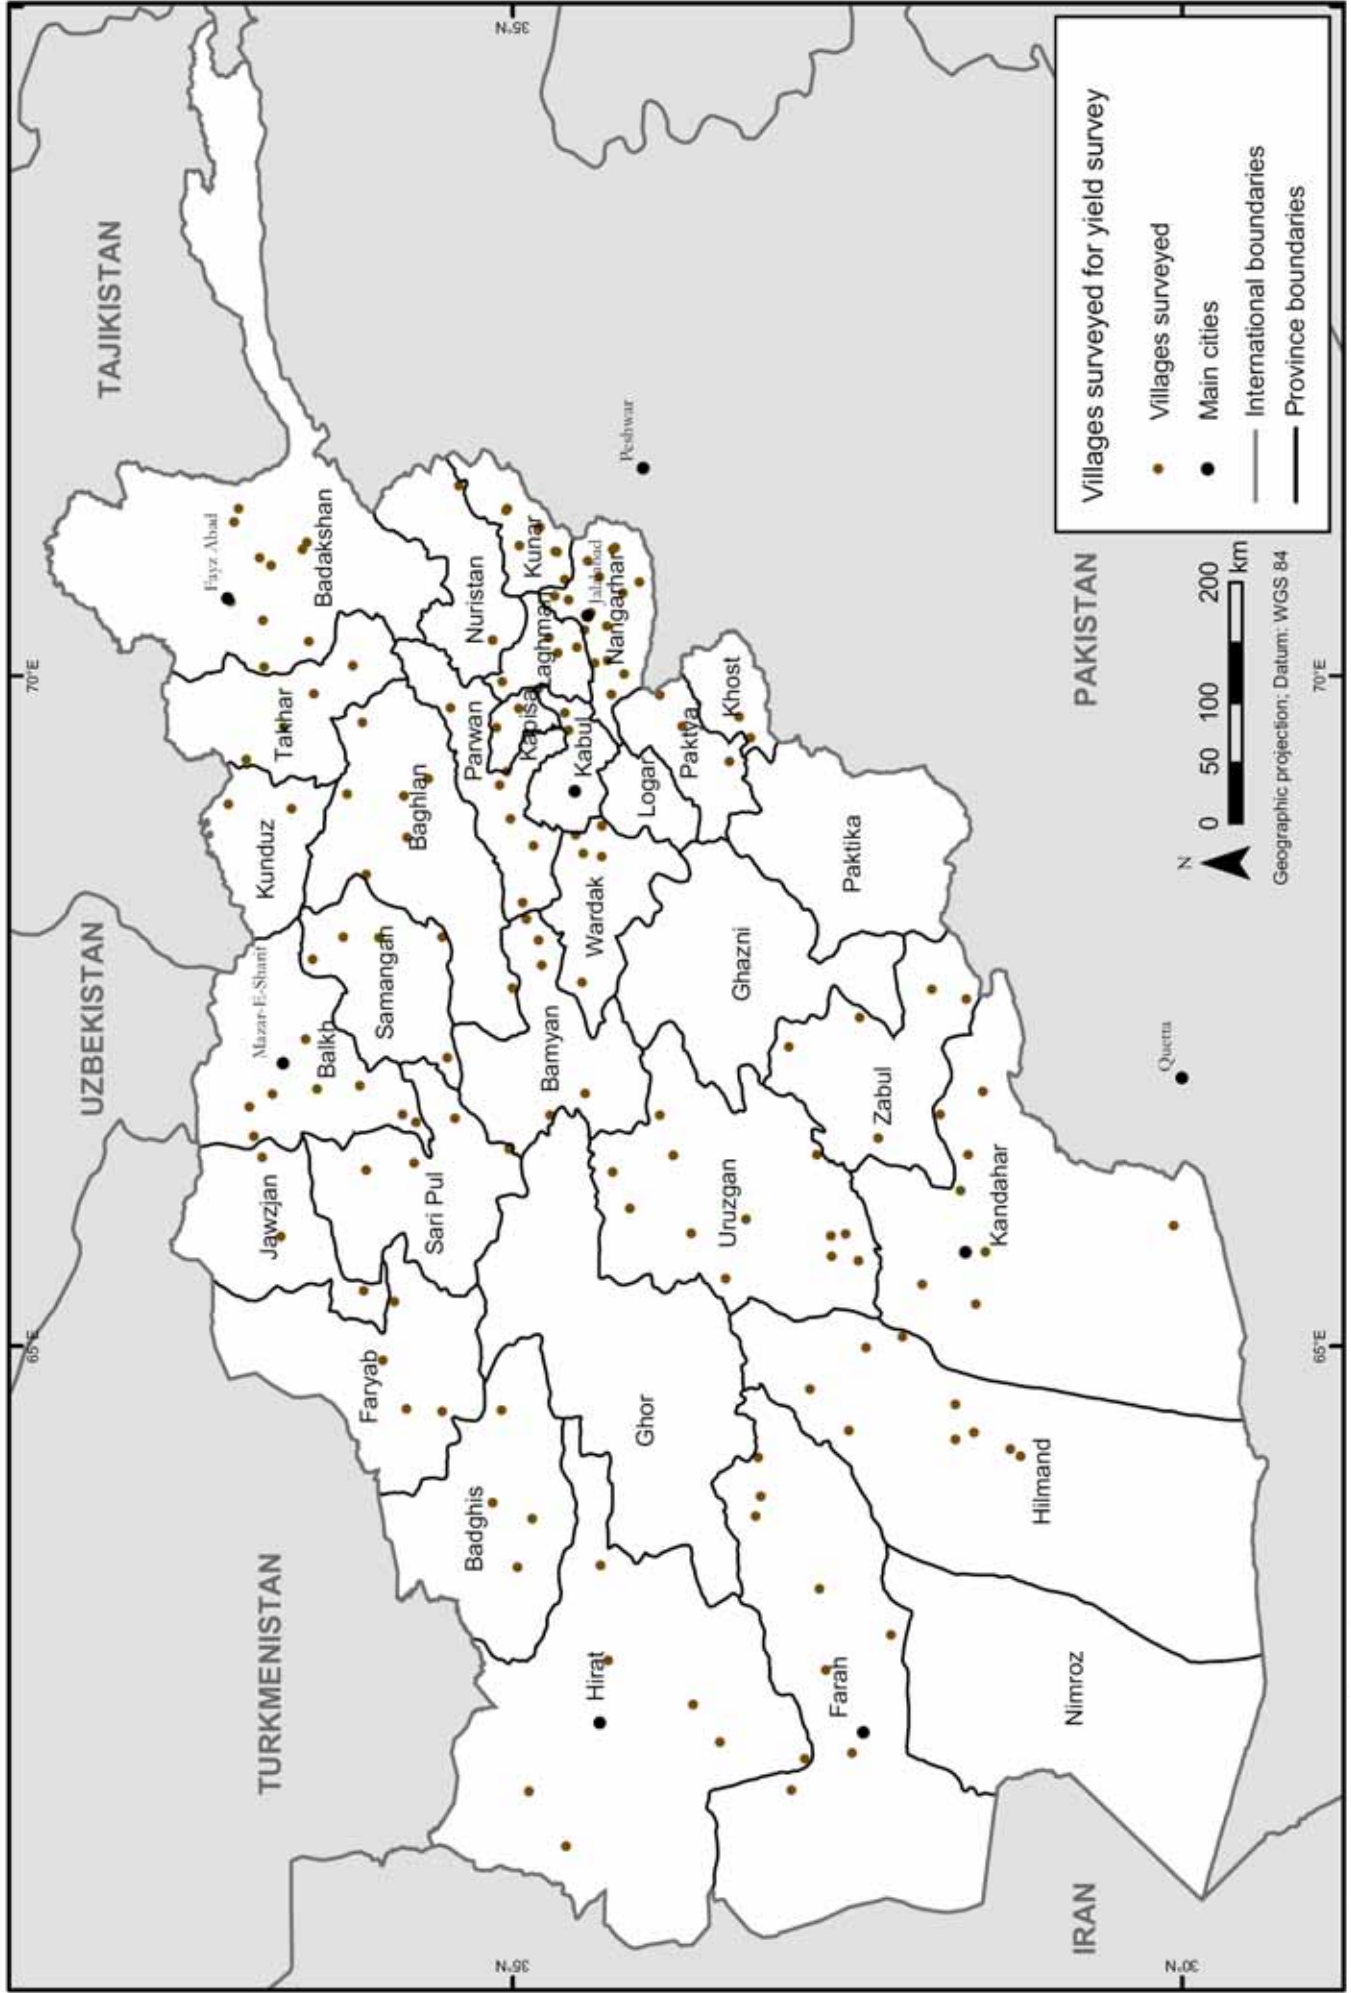 65°E
70°E
UZBEKISTAN
TAJIKISTAN
TURKMENISTAN
35°N
35°N
Fayz Abad
Mazar-E-Sharif
Kunduz
Takhar
Badakshan
Jawzjan
Balkh
Faryab
Sari Pul
Samangan
Baghlan
Badghis
Parwan
Nuristan
Kapisa
Laghman
Kunar
Bamyan
Kabul
Jalalabad
Hirat
Wardak
Nangarhar
Peshwar
Ghor
Logar
Paktya
Khost
Uruzgan
Ghazni
Farah
Zabul
Paktika
Kandahar
Hilmand
Nimroz
Quetta
IRAN
PAKISTAN
30°N
N
0 50 100 200
km
Geographic projection; Datum: WGS 84
Villages surveyed for yield survey
Villages surveyed
Main cities
International boundaries
Province boundaries
65°E
70°E